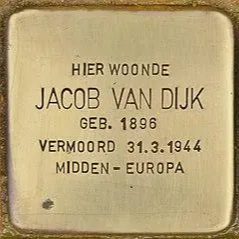 HIER WOONDE
JACOB VAN DIJK
GEB. 1896
VERMOORD 31.3.1944
MIDDEN - EUROPA